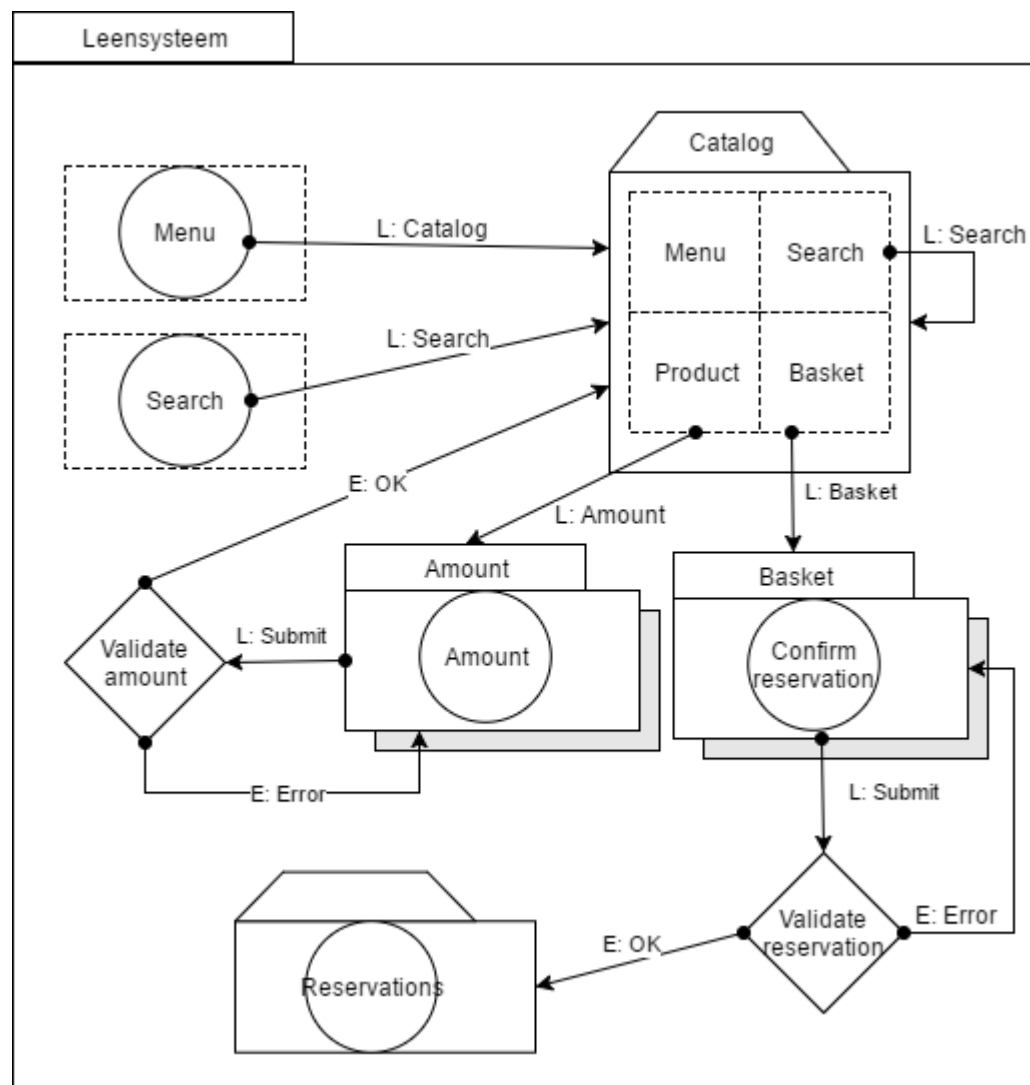 Leensysteem
Catalog
Menu
L: Catalog
Menu
Search
L: Search
L: Search
Search
Product
Basket
E: OK
L: Basket
L: Amount
Amount
Basket
Validate
amount
L: Submit
Amount
Confirm
reservation
E: Error
L: Submit
Validate
reservation
E: Error
E: OK
Reservations